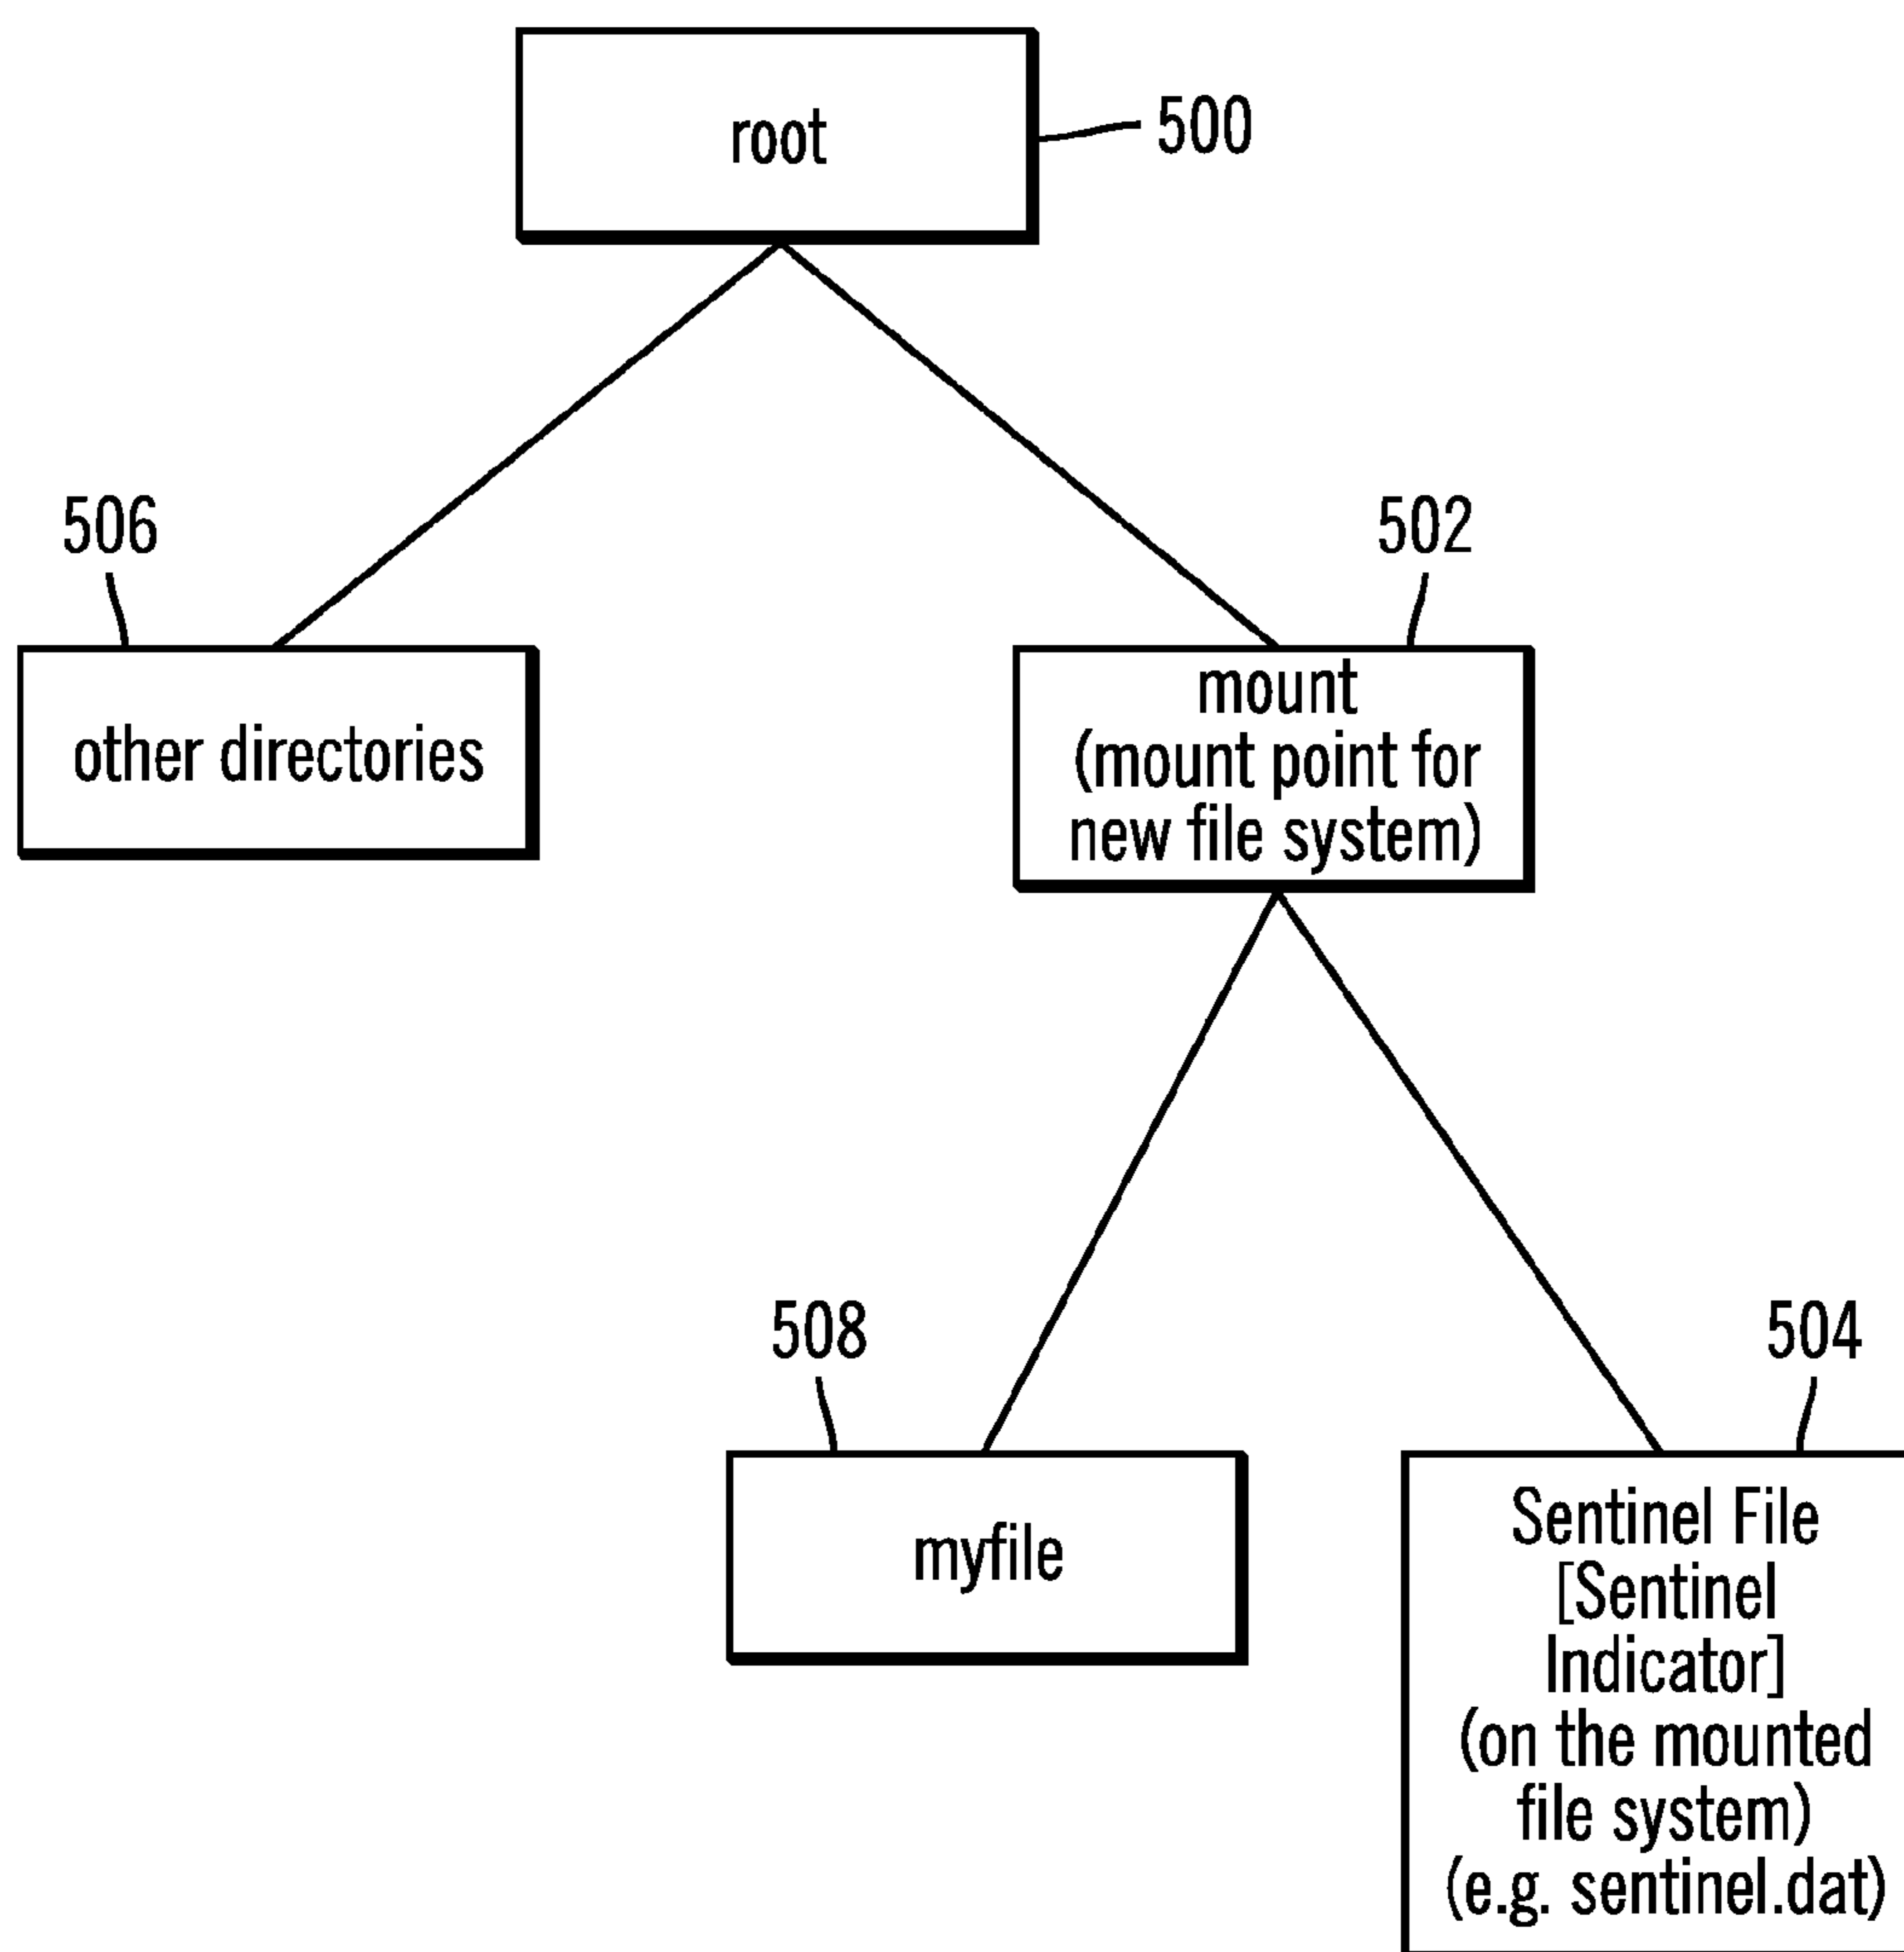 root
500
506
502
other directories
mount
(mount point for
new file system)
508
504
myfile
Sentinel File
[Sentinel
Indicator]
(on the mounted
file system)
(e.g. sentinel.dat)